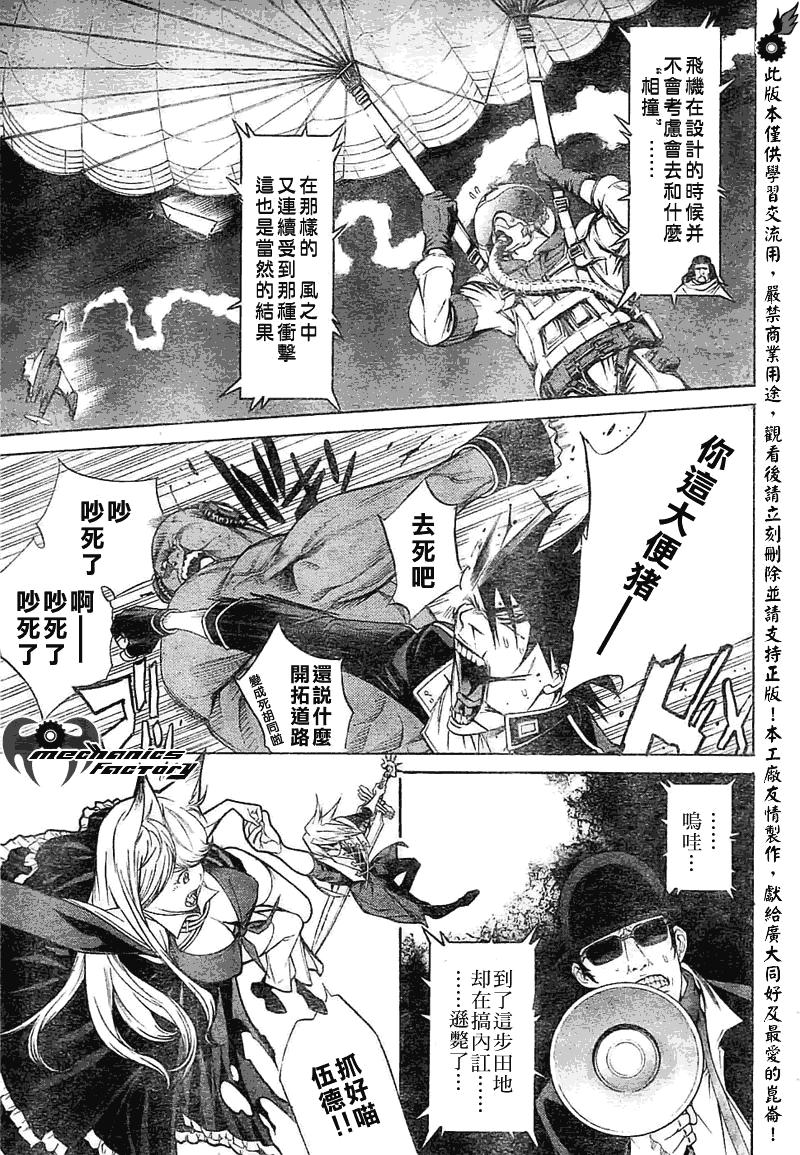 飛機在設計的時候并
不會考慮會去和什麼
“相撞”……
在那樣的 風之中
又連續受到那種衝擊
這也是當然的結果
你這大便猪——
去死吧
吵死了
吵
啊——
吵死了
吵死了
還説什麼
開拓道路
變成死胡同啦
mechanics
factory
……
嗚哇……
到了這步田地
却在搞内訌……
……遜斃了……
抓好喵
伍德!!
此版本僅供學習交流用，嚴禁商業用途，觀看後請立刻刪除並請支持正版！本工廠友情製作，獻給廣大同好及最愛的崑崙！